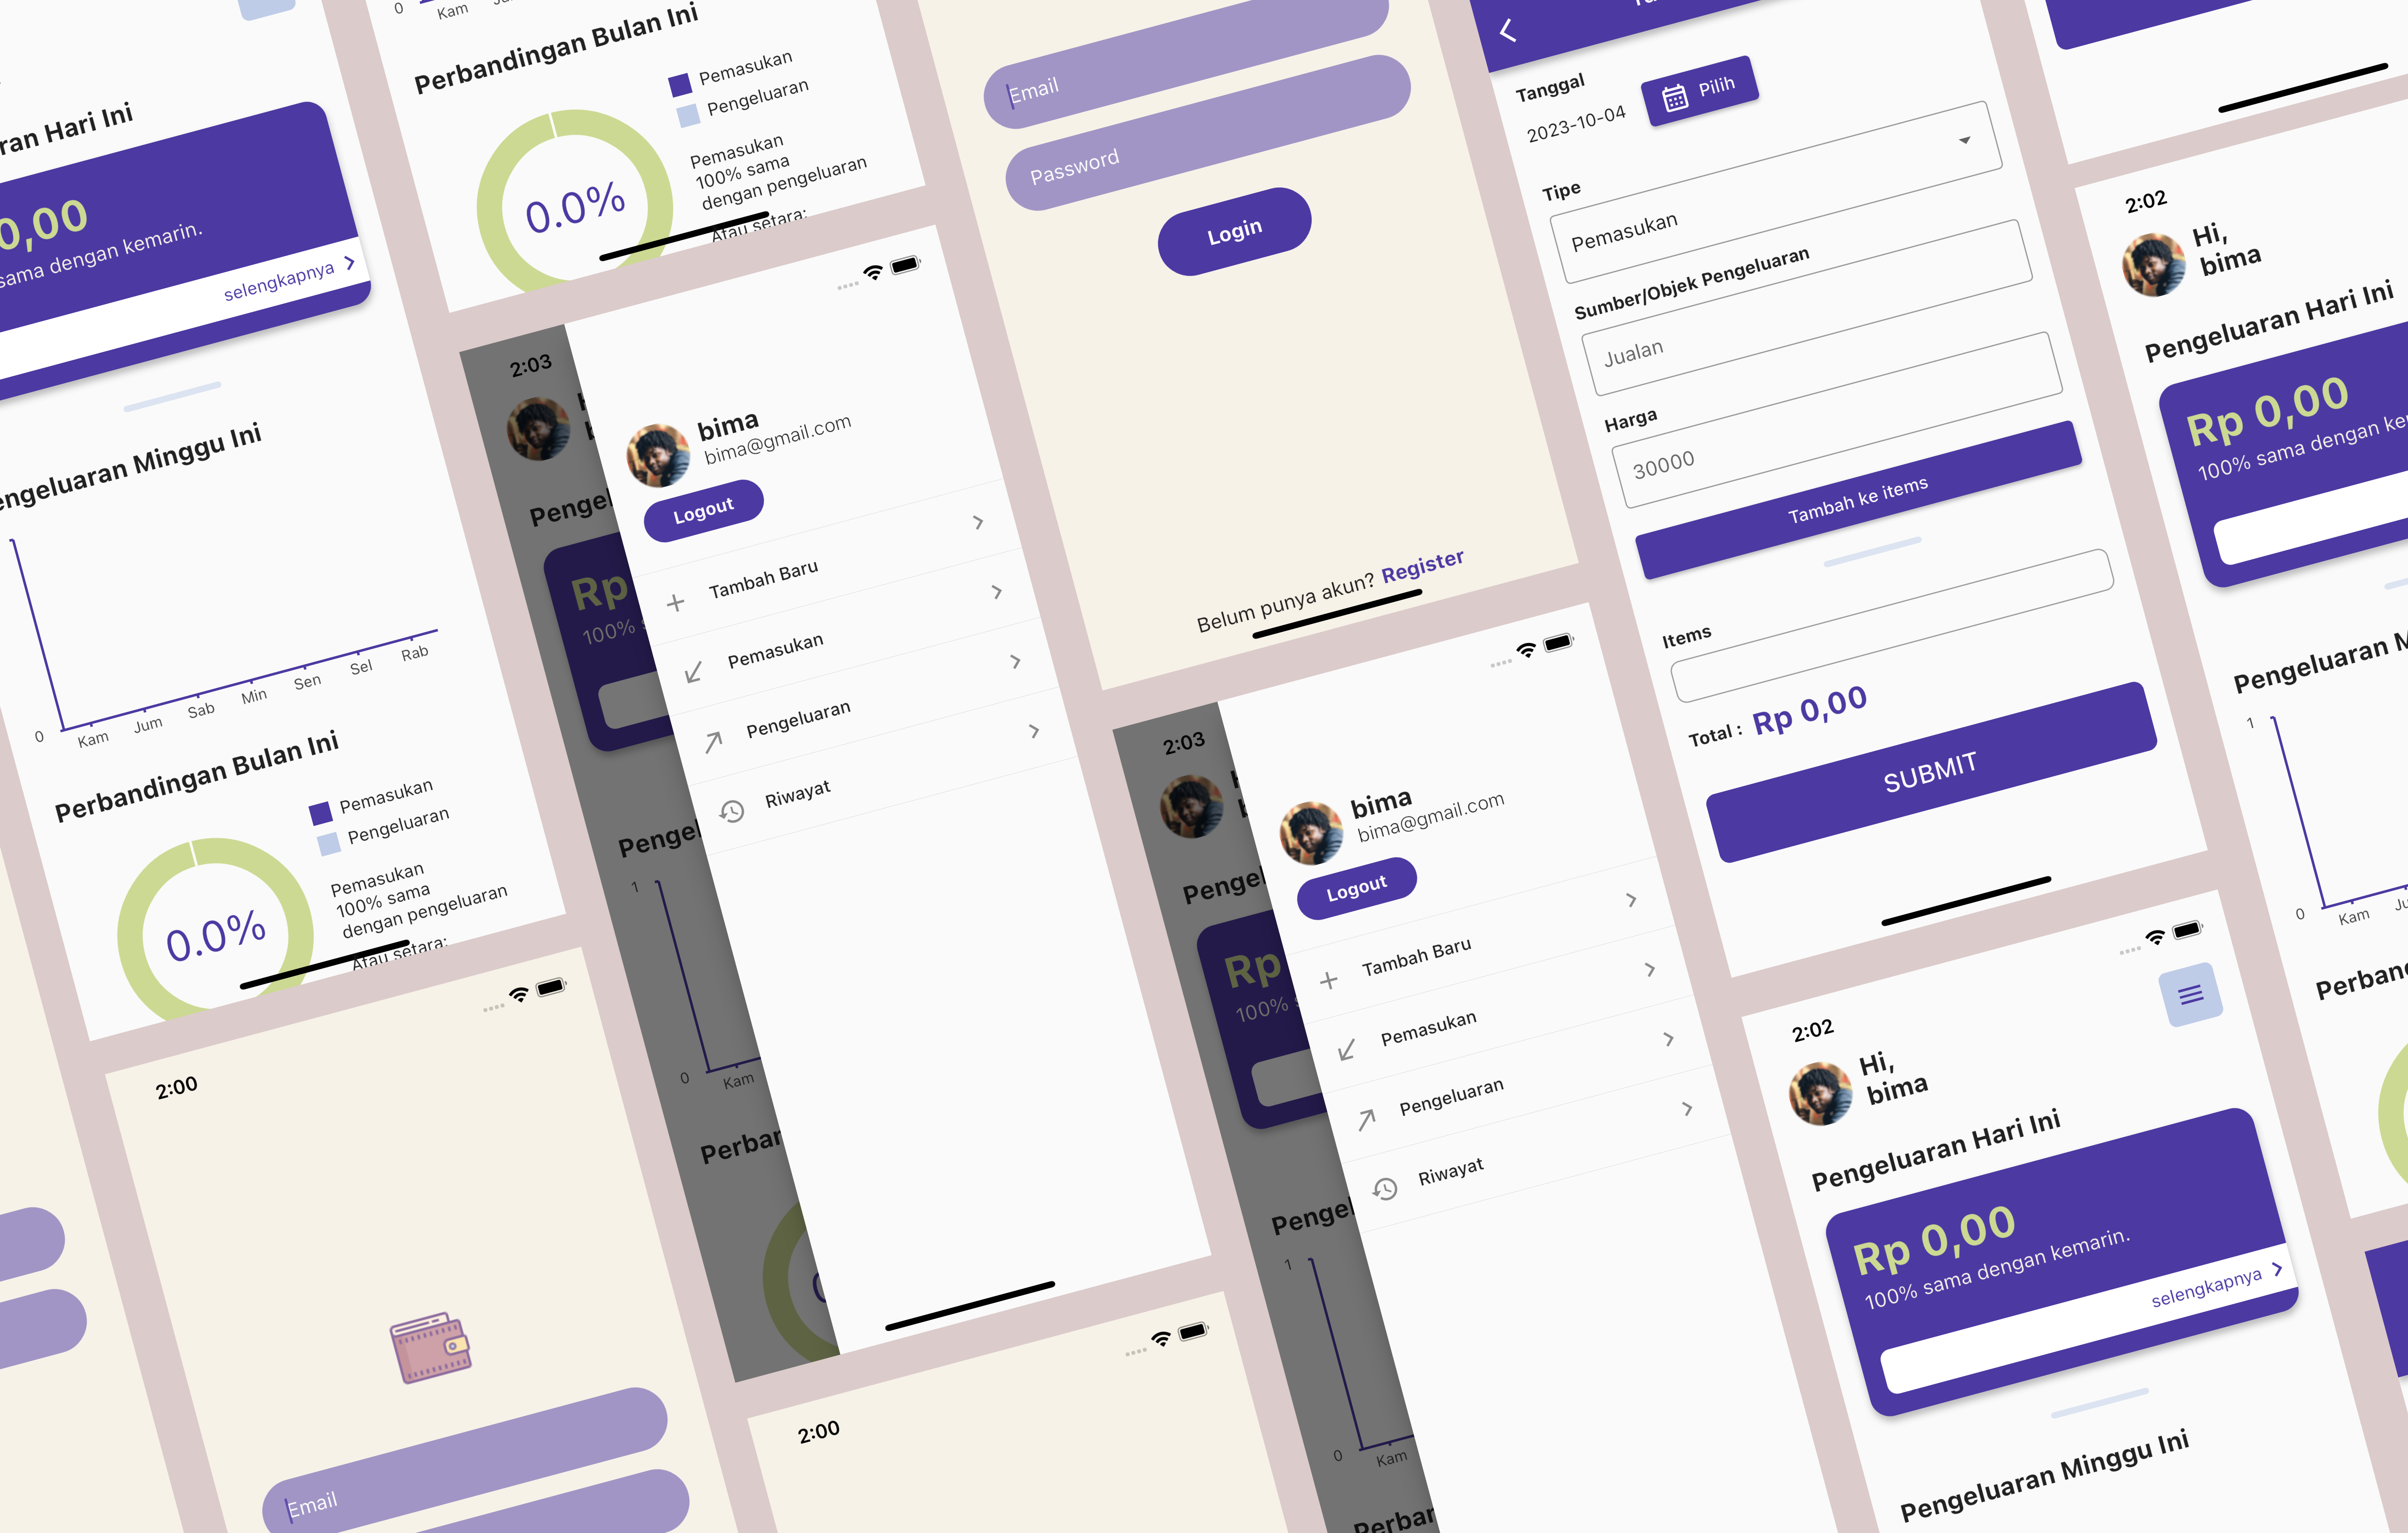 ran Hari Ini
0,00
sama dengan kemarin.
selengkapnya
engeluaran Minggu Ini
0
Kam
Jum
Sab
Min
Sen
Sel
Rab
Perbandingan Bulan Ini
Pemasukan
Pengeluaran
0.0%
Pemasukan
100% sama
dengan pengeluaran
Atau setara:
0
Kam
Perbandingan Bulan Ini
Pemasukan
Pengeluaran
0.0%
Pemasukan
100% sama
dengan pengeluaran
Atau setara:
2:00
Email
2:03
bima
bima@gmail.com
Logout
Tambah Baru
Pemasukan
Pengeluaran
Riwayat
Pengel
Rp
100%
Pengel
1
0
Kam
Perban
2:00
Email
Password
Login
Belum punya akun? Register
2:03
bima
bima@gmail.com
Logout
Tambah Baru
Pemasukan
Pengeluaran
Riwayat
Pengel
Rp
100%
Pengel
1
0
Kam
Perbar
Tanggal
2023-10-04
Pilih
Tipe
Pemasukan
Sumber/Objek Pengeluaran
Jualan
Harga
30000
Tambah ke items
Items
Total : Rp 0,00
SUBMIT
2:02
Hi,
bima
Pengeluaran Hari Ini
Rp 0,00
100% sama dengan kemarin.
selengkapnya
Pengeluaran Minggu Ini
2:02
Hi,
bima
Pengeluaran Hari Ini
Rp 0,00
100% sama dengan ke
Pengeluaran M
1
0
Kam
Ju
Perband